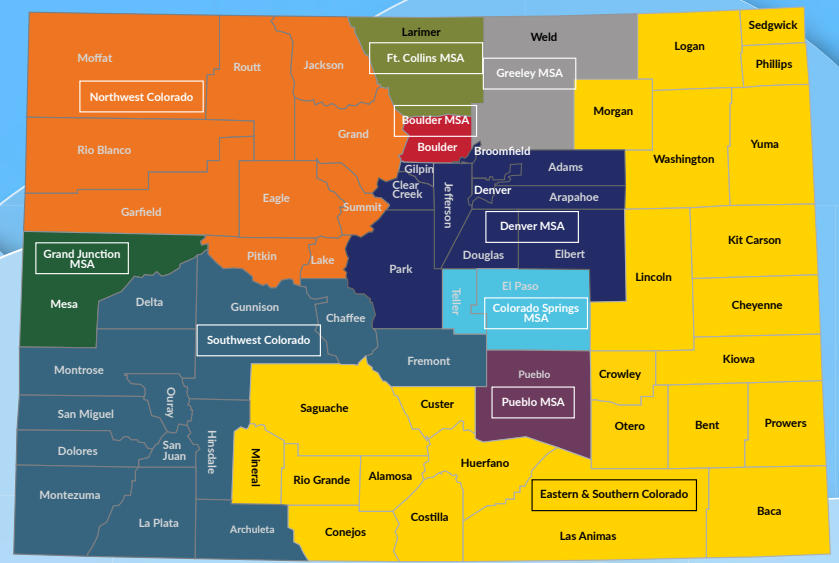 Larimer
Weld
Logan
Sedgwick
Phillips
Moffat
Routt
Jackson
Ft. Collins MSA
Greeley MSA
Northwest Colorado
Morgan
Boulder MSA
Grand
Boulder
Broomfield
Rio Blanco
Washington
Yuma
Gilpin
Adams
Clear
Creek
Jefferson
Denver
Arapahoe
Garfield
Eagle
Summit
Denver MSA
Kit Carson
Grand Junction
MSA
Pitkin
Lake
Park
Douglas
Elbert
Lincoln
Mesa
Delta
Gunnison
Chaffee
Teller
El Paso
Colorado Springs
MSA
Cheyenne
Southwest Colorado
Fremont
Kiowa
Montrose
Pueblo
Crowley
San Miguel
Ouray
Saguache
Custer
Pueblo MSA
Otero
Bent
Prowers
Dolores
San
Juan
Hinsdale
Mineral
Rio Grande
Alamosa
Huerfano
Montezuma
Eastern & Southern Colorado
La Plata
Archuleta
Conejos
Costilla
Las Animas
Baca